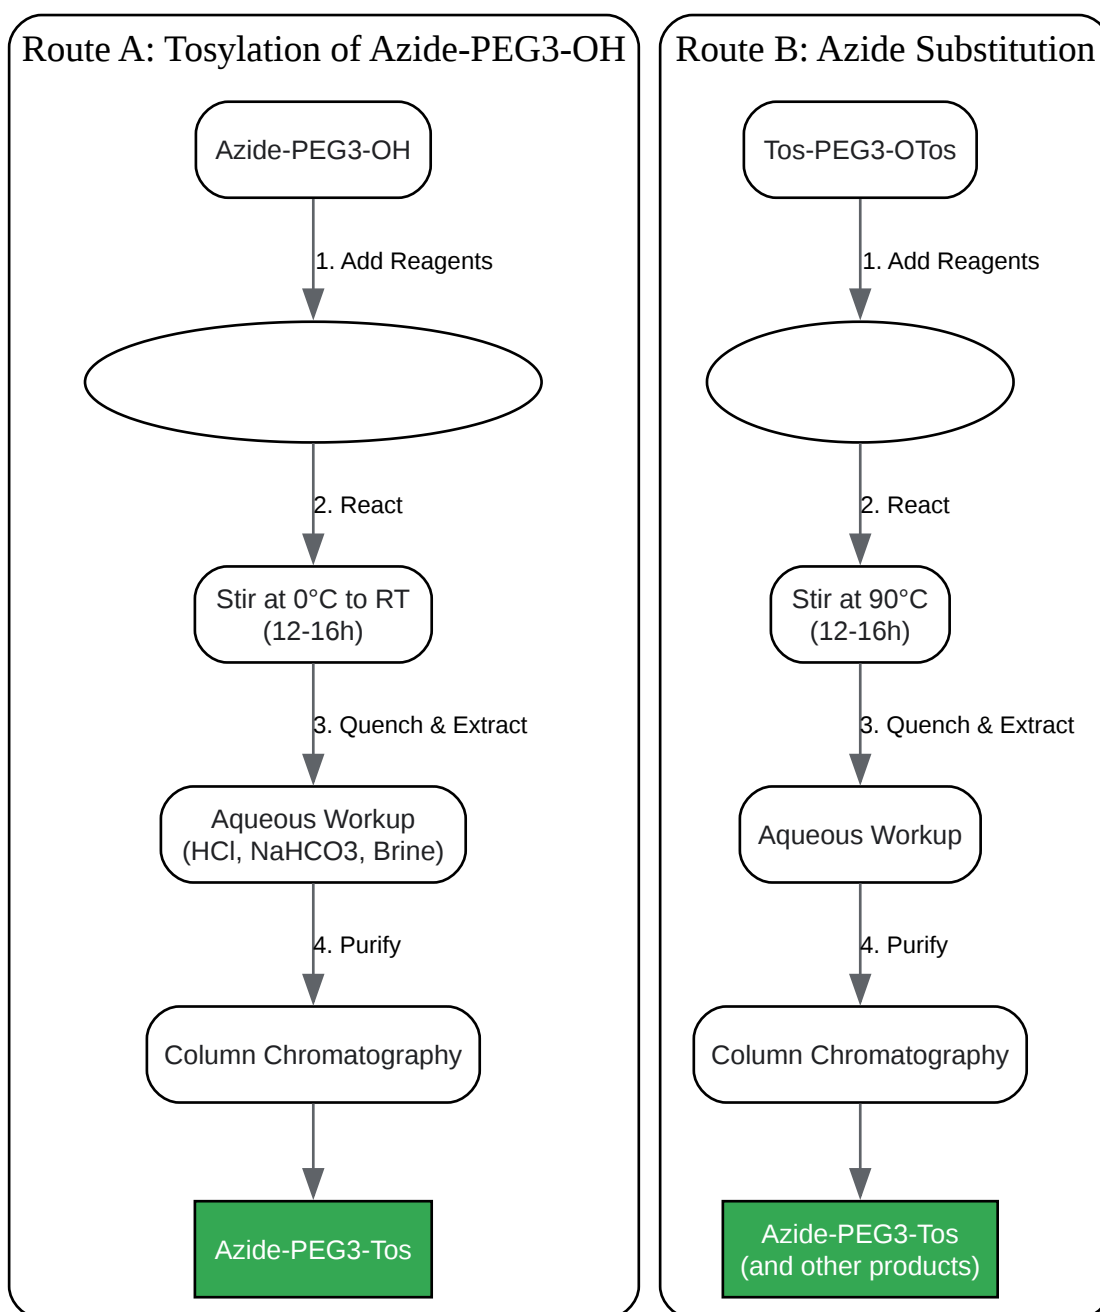 Route A: Tosylation of Azide-PEG3-OH
Azide-PEG3-OH
1. Add Reagents
2. React
Stir at 0°C to RT
(12-16h)
3. Quench & Extract
Aqueous Workup
(HCl, NaHCO3, Brine)
4. Purify
Column Chromatography
Azide-PEG3-Tos
Route B: Azide Substitution
Tos-PEG3-OTos
1. Add Reagents
2. React
Stir at 90°C
(12-16h)
3. Quench & Extract
Aqueous Workup
4. Purify
Column Chromatography
Azide-PEG3-Tos
(and other products)